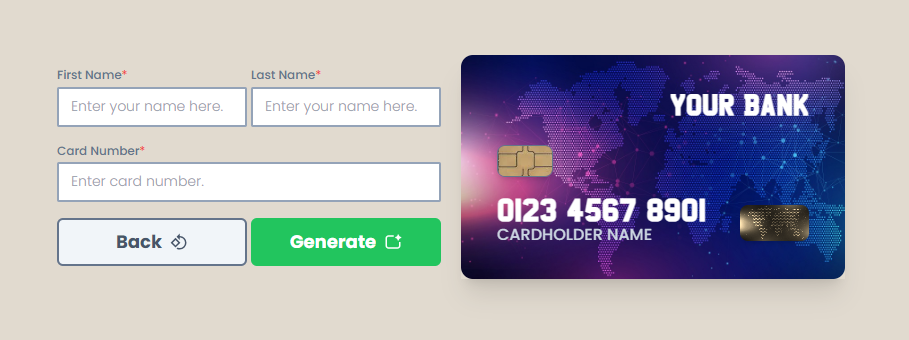 First Name*
Last Name*
Enter your name here.
Enter your name here.
Card Number*
Enter card number.
Back
Generate
YOUR BANK
0123 4567 8901
CARDHOLDER NAME